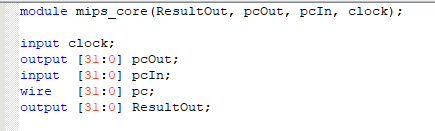 module mips_core(ResultOut, pcOut, pcIn, clock);
input clock;
output [31:0] pcOut;
input [31:0] pcIn;
wire [31:0] pc;
output [31:0] ResultOut;